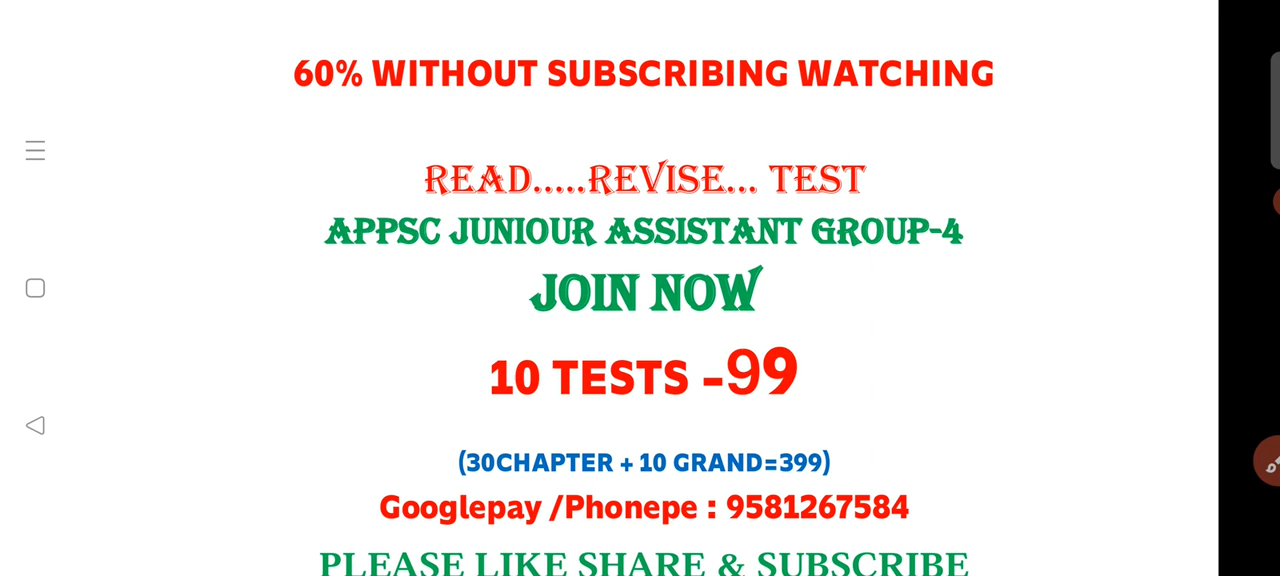 60% WITHOUT SUBSCRIBING WATCHING
READ.....REVISE... TEST
APPSC JUNIOUR ASSISTANT GROUP-4
JOIN NOW
10 TESTS -99
(30CHAPTER + 10 GRAND=399)
Googlepay /Phonepe : 9581267584
PLEASE LIKE SHARE & SUBSCRIBE